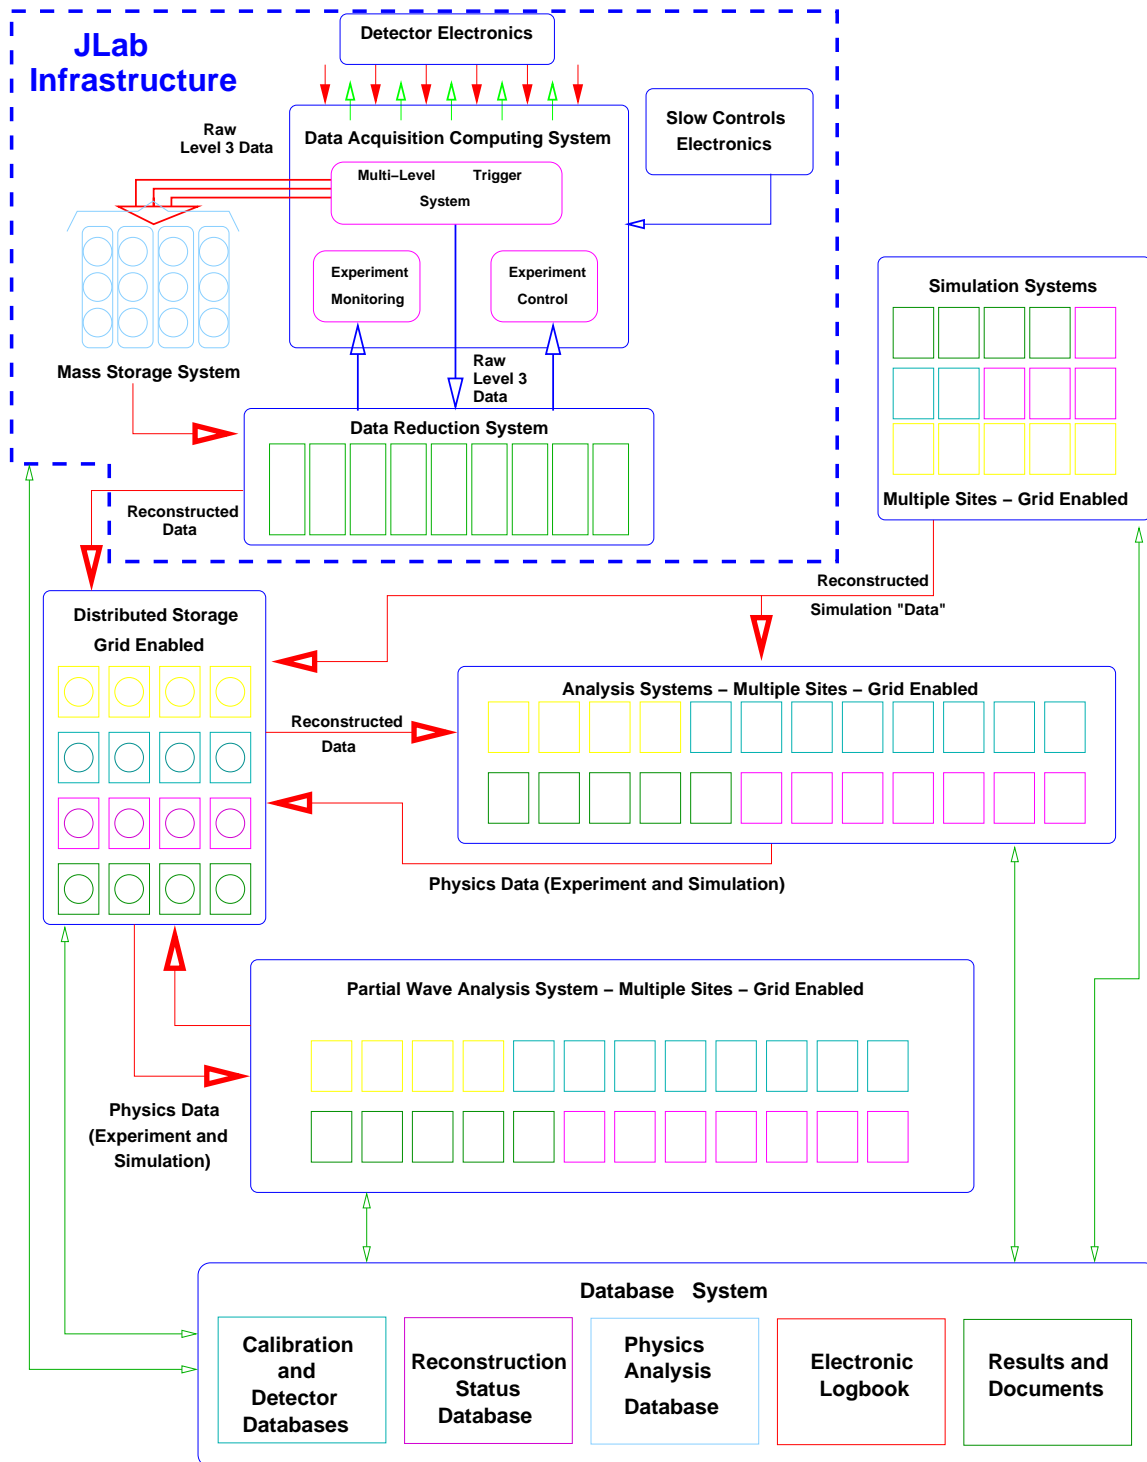 JLab
Infrastructure
Detector Electronics
Data Acquisition Computing System
Slow Controls
Electronics
Raw
Level 3 Data
Multi–Level Trigger
System
Experiment
Monitoring
Experiment
Control
Simulation Systems
Mass Storage System
Raw
Level 3
Data
Data Reduction System
Multiple Sites – Grid Enabled
Reconstructed
Data
Reconstructed
Simulation "Data"
Distributed Storage
Grid Enabled
Analysis Systems – Multiple Sites – Grid Enabled
Reconstructed
Data
Physics Data (Experiment and Simulation)
Partial Wave Analysis System – Multiple Sites – Grid Enabled
Physics Data
(Experiment and
Simulation)
Database System
Calibration
and
Detector
Databases
Reconstruction
Status
Database
Physics
Analysis
Database
Electronic
Logbook
Results and
Documents